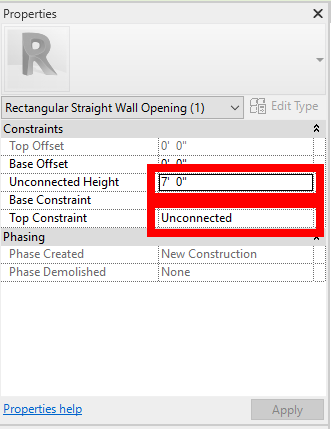 Properties
R
Rectangular Straight Wall Opening (1)
Edit Type
Constraints
Top Offset 0' 0"
Base Offset 0' 0"
Unconnected Height 7' 0"
Base Constraint
Top Constraint Unconnected
Phasing
Phase Created New Construction
Phase Demolished None
Properties help
Apply